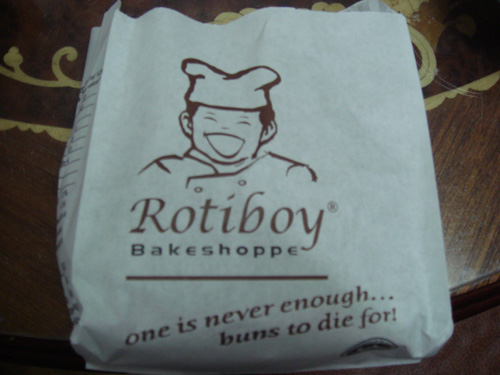 Rotiboy®
Bakeshoppe
one is never enough...
buns to die for!